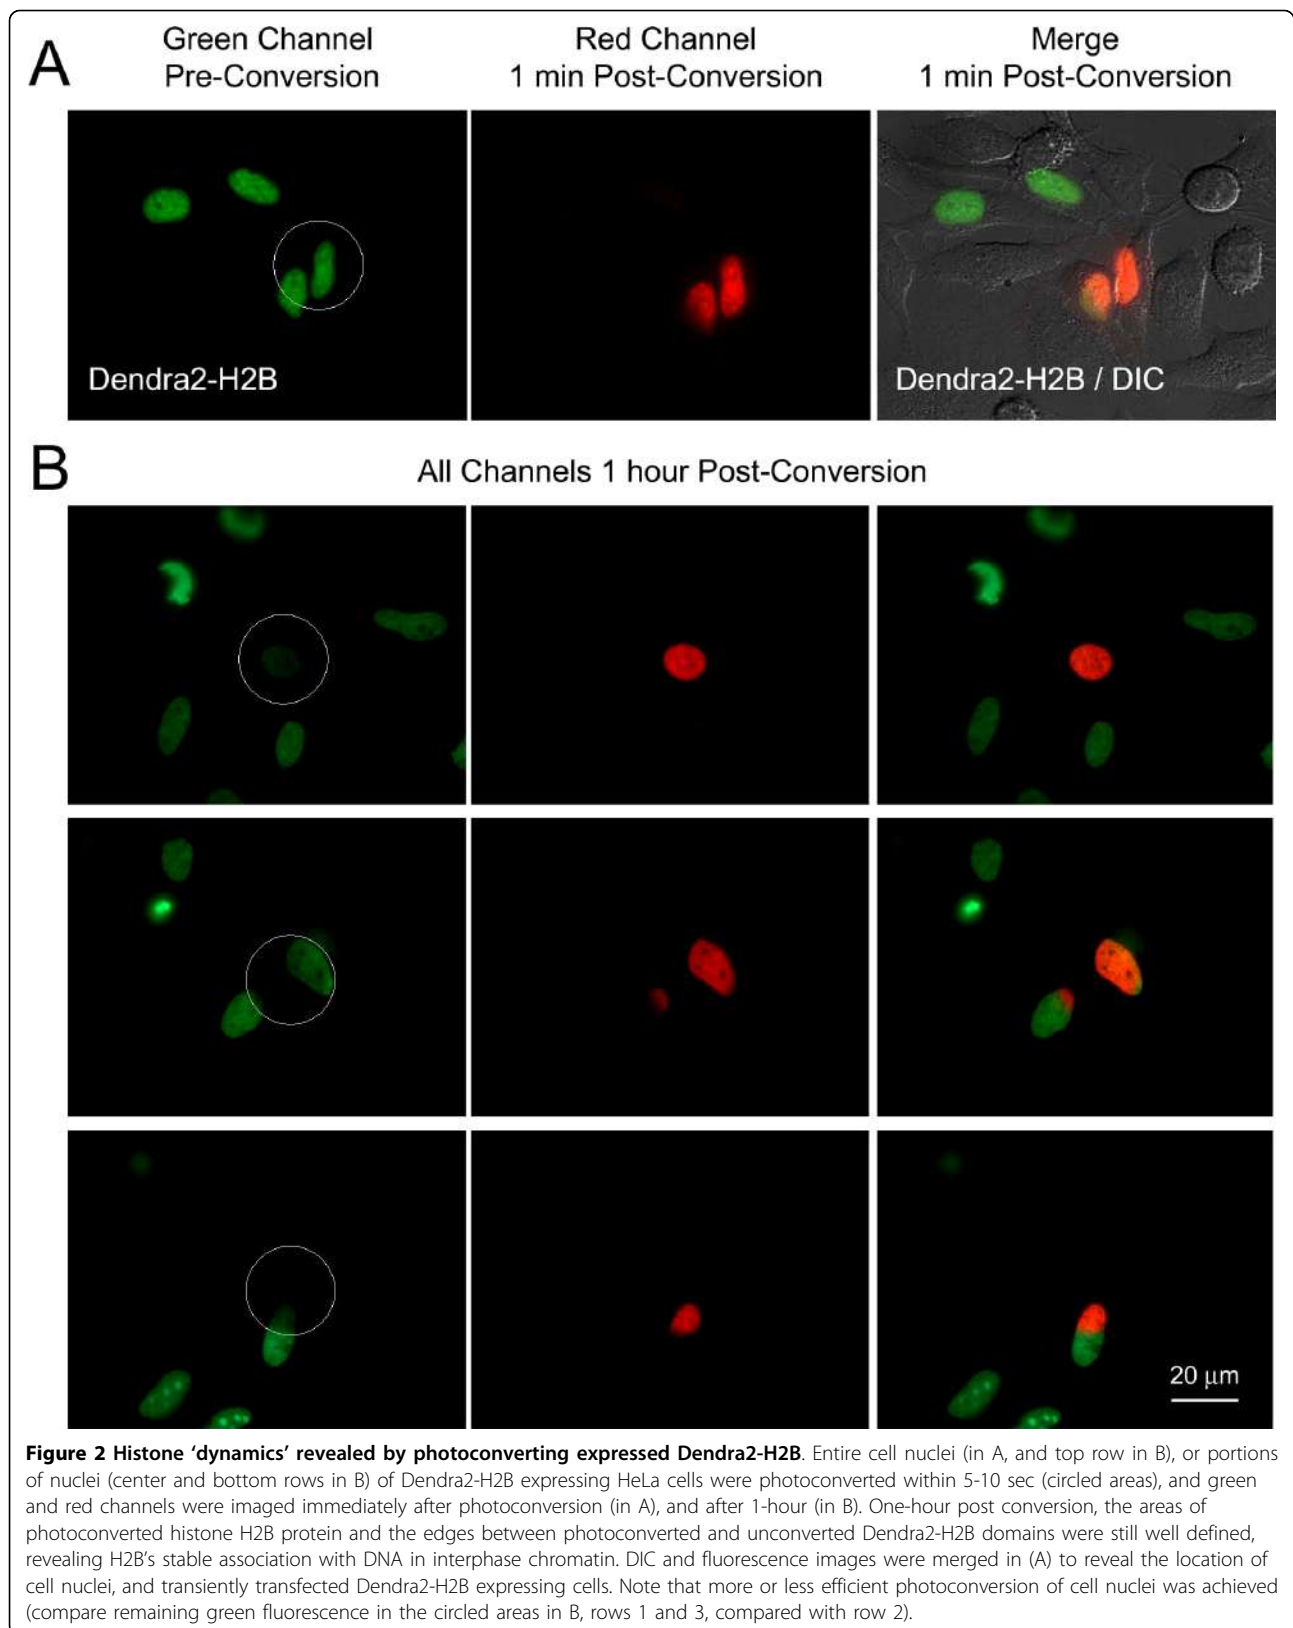 A
Green Channel
Pre-Conversion
Red Channel
1 min Post-Conversion
Merge
1 min Post-Conversion
Dendra2-H2B
Dendra2-H2B / DIC
B
All Channels 1 hour Post-Conversion
20 μm
Figure 2 Histone ‘dynamics’ revealed by photoconverting expressed Dendra2-H2B. Entire cell nuclei (in A, and top row in B), or portions
of nuclei (center and bottom rows in B) of Dendra2-H2B expressing HeLa cells were photoconverted within 5-10 sec (circled areas), and green
and red channels were imaged immediately after photoconversion (in A), and after 1-hour (in B). One-hour post conversion, the areas of
photoconverted histone H2B protein and the edges between photoconverted and unconverted Dendra2-H2B domains were still well defined,
revealing H2B’s stable association with DNA in interphase chromatin. DIC and fluorescence images were merged in (A) to reveal the location of
cell nuclei, and transiently transfected Dendra2-H2B expressing cells. Note that more or less efficient photoconversion of cell nuclei was achieved
(compare remaining green fluorescence in the circled areas in B, rows 1 and 3, compared with row 2).